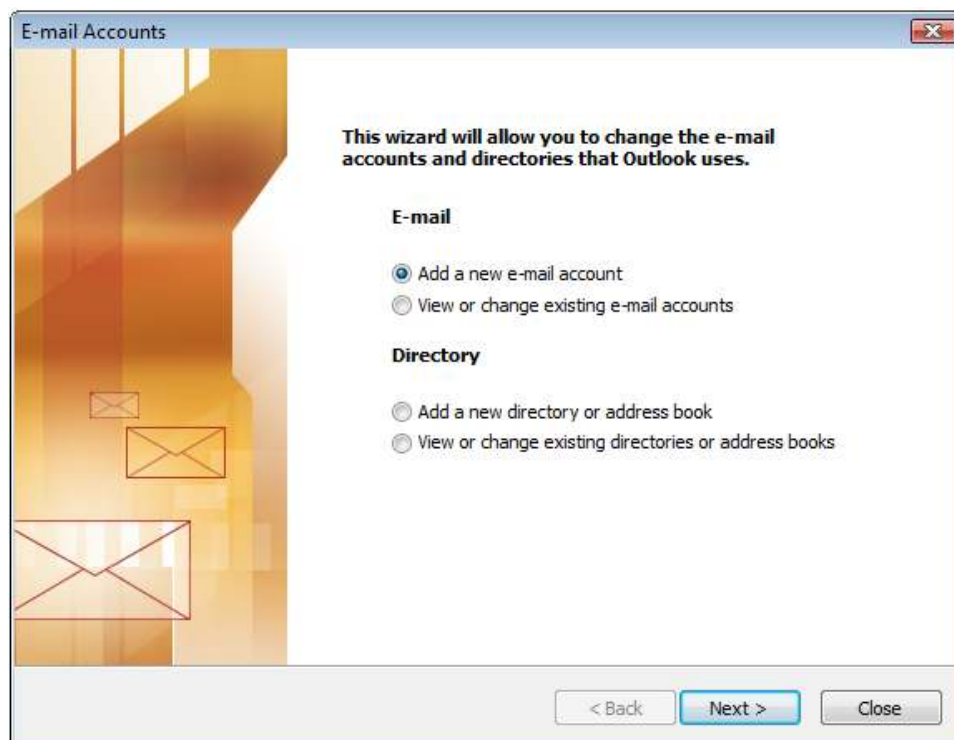 E-mail Accounts
This wizard will allow you to change the e-mail
accounts and directories that Outlook uses.
E-mail
Add a new e-mail account
View or change existing e-mail accounts
Directory
Add a new directory or address book
View or change existing directories or address books
< Back Next > Close